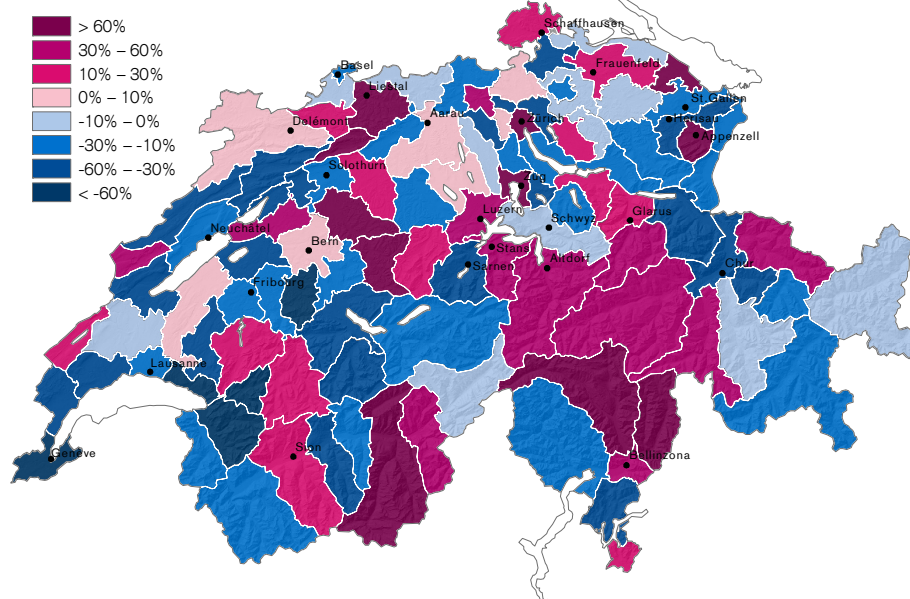 > 60%
30% – 60%
10% – 30%
0% – 10%
-10% – 0%
-30% – -10%
-60% – -30%
< -60%
Schaffhausen
Basel
Frauenfeld
Liestal
St.Gallen
Delémont
Aarau
Zürich
Herisau
Appenzell
Solothurn
Zug
Luzern
Glarus
Neuchâtel
Schwyz
Bern
Stans
Altdorf
Sarnen
Chur
Fribourg
Lausanne
Sion
Genève
Bellinzona